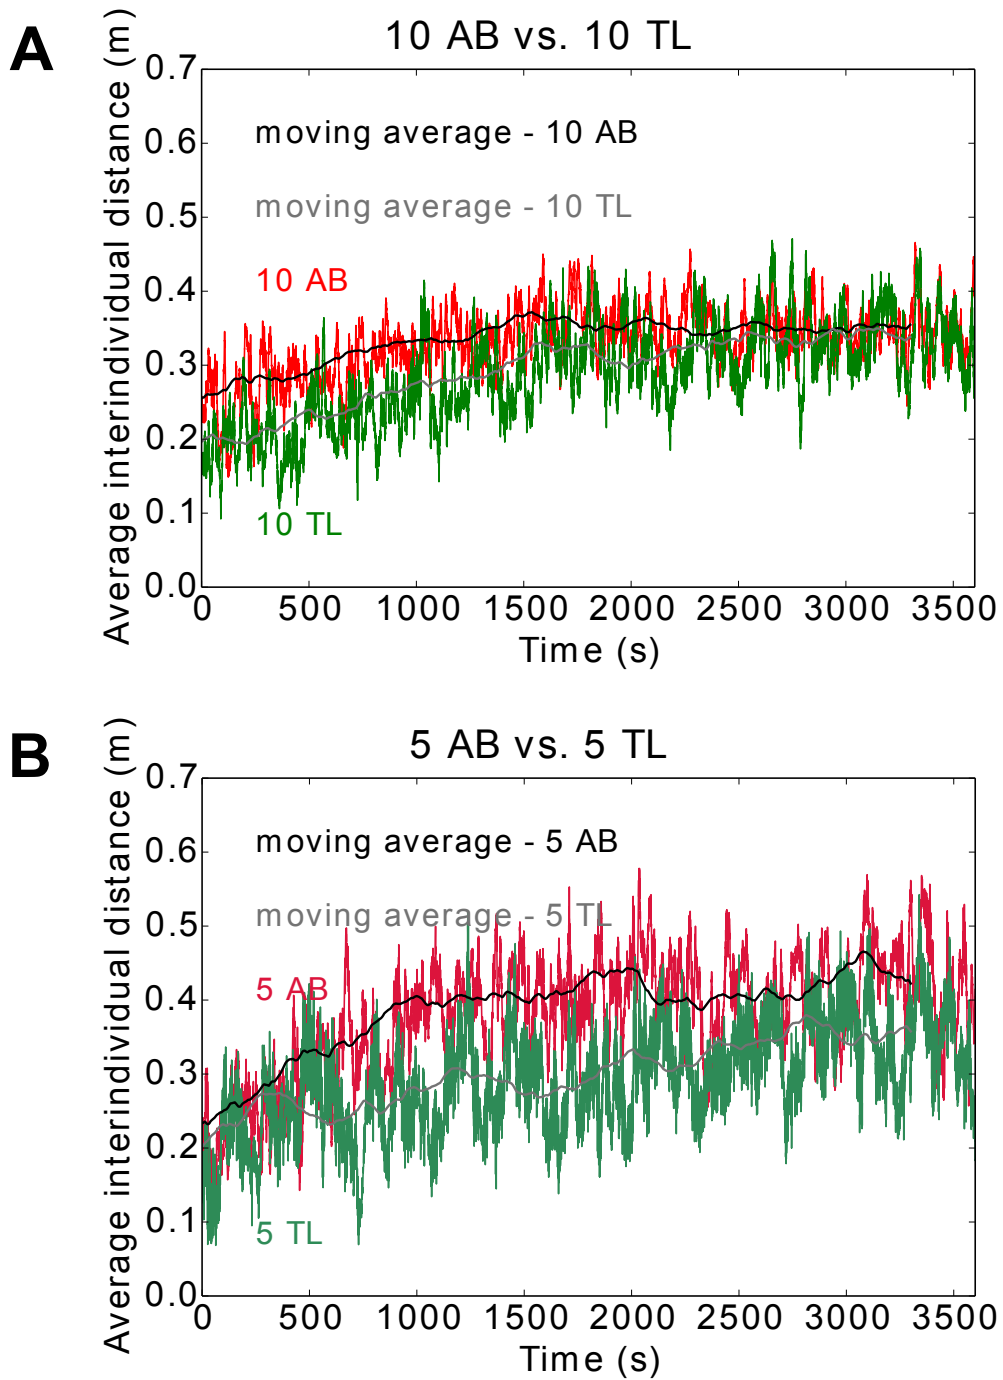 A
10 AB vs. 10 TL
Average interindividual distance (m)
0.7
0.6
0.5
0.4
0.3
0.2
0.1
0.0
moving average - 10 AB
moving average - 10 TL
10 AB
10 TL
0 500 1000 1500 2000 2500 3000 3500
Time (s)
B
5 AB vs. 5 TL
Average interindividual distance (m)
0.7
0.6
0.5
0.4
0.3
0.2
0.1
0.0
moving average - 5 AB
moving average - 5 TL
5 AB
5 TL
0 500 1000 1500 2000 2500 3000 3500
Time (s)